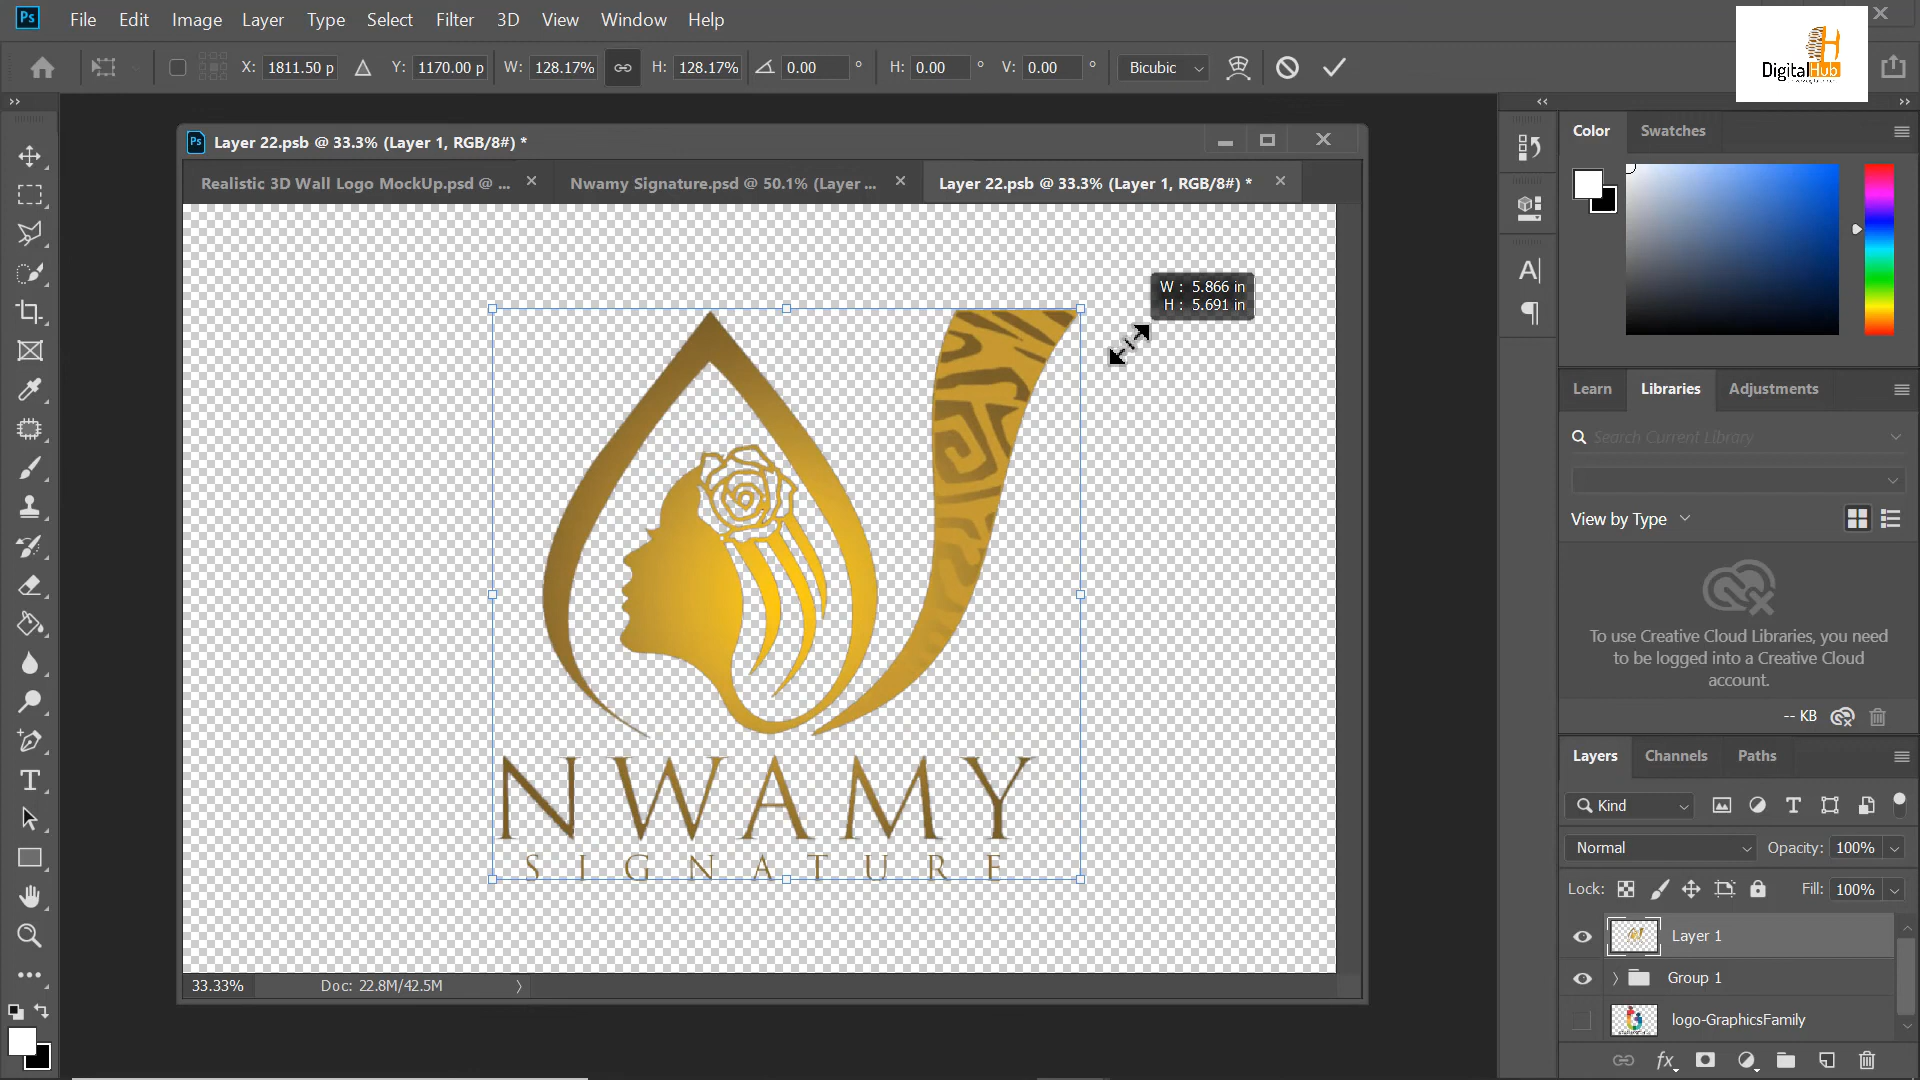 Ps File Edit Image Layer Type Select Filter 3D View Window Help
X: 1811.50 p Y: 1170.00 p W: 128.17% H: 128.17% 0.00 ° H: 0.00 ° V: 0.00 ° Bicubic
H
DigitalHub
Ps Layer 22.psb @ 33.3% (Layer 1, RGB/8#) *
Realistic 3D Wall Logo MockUp.psd @ ... Nwamy Signature.psd @ 50.1% (Layer ... Layer 22.psb @ 33.3% (Layer 1, RGB/8#) *
W : 5.866 in
H : 5.691 in
NWAMY
SIGNATURE
33.33% Doc: 22.8M/42.5M
Color Swatches
Learn Libraries Adjustments
Search Current Library
View by Type
To use Creative Cloud Libraries, you need
to be logged into a Creative Cloud
account.
-- KB
Layers Channels Paths
Kind
Normal Opacity: 100%
Lock: Fill: 100%
Layer 1
Group 1
logo-GraphicsFamily
fx